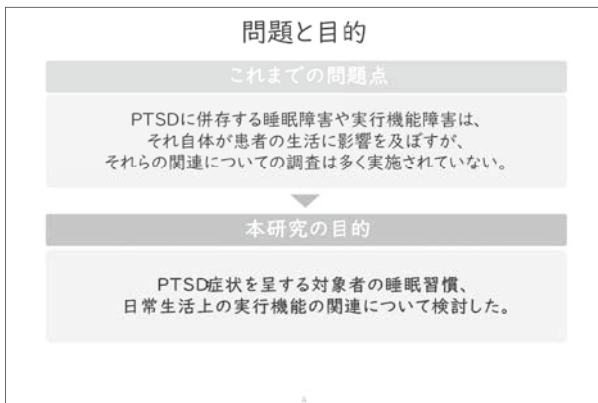 問題と目的
これまでの問題点
PTSDに併存する睡眠障害や実行機能障害は、
それ自体が患者の生活に影響を及ぼすが、
それらの関連についての調査は多く実施されていない。
本研究の目的
PTSD症状を呈する対象者の睡眠習慣、
日常生活上の実行機能の関連について検討した。